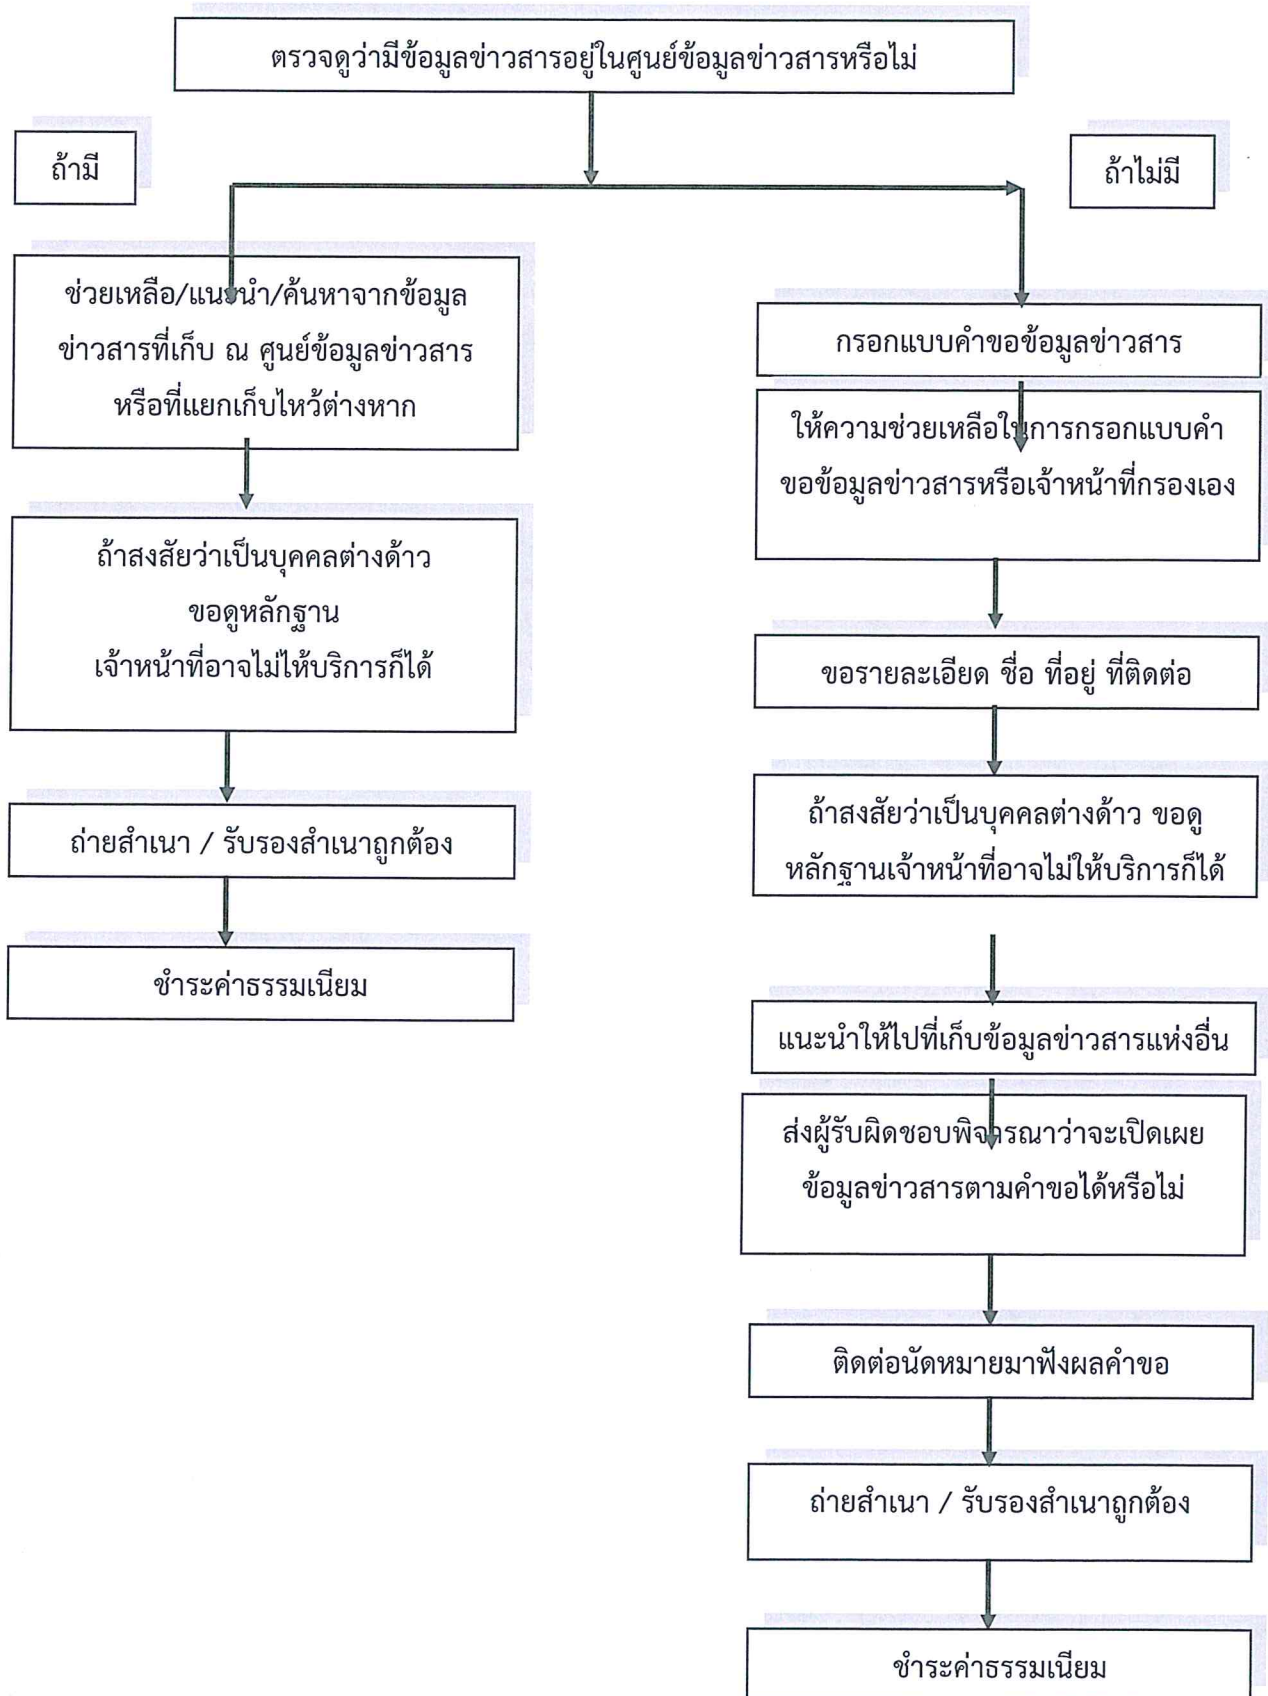 ตรวจดูว่ามีข้อมูลข่าวสารอยู่ในศูนย์ข้อมูลข่าวสารหรือไม่
ถ้ามี
ถ้าไม่มี
ช่วยเหลือ/แนะนำ/ค้นหาจากข้อมูล
ข่าวสารที่เก็บ ณ ศูนย์ข้อมูลข่าวสาร
หรือที่แยกเก็บไหว้ต่างหาก
ถ้าสงสัยว่าเป็นบุคคลต่างด้าว
ขอดูหลักฐาน
เจ้าหน้าที่อาจไม่ไห้บริการก็ได้
ถ่ายสำเนา / รับรองสำเนาถูกต้อง
ชำระค่าธรรมเนียม
กรอกแบบคำขอข้อมูลข่าวสาร
ให้ความช่วยเหลือในการกรอกแบบคำ
ขอข้อมูลข่าวสารหรือเจ้าหน้าที่กรองเอง
ขอรายละเอียด ชื่อ ที่อยู่ ที่ติดต่อ
ถ้าสงสัยว่าเป็นบุคคลต่างด้าว ขอดู
หลักฐานเจ้าหน้าที่อาจไม่ให้บริการก็ได้
แนะนำให้ไปที่เก็บข้อมูลข่าวสารแห่งอื่น
ส่งผู้รับผิดชอบพิจารณาว่าจะเปิดเผย
ข้อมูลข่าวสารตามคำขอได้หรือไม่
ติดต่อนัดหมายมาฟังผลคำขอ
ถ่ายสำเนา / รับรองสำเนาถูกต้อง
ชำระค่าธรรมเนียม